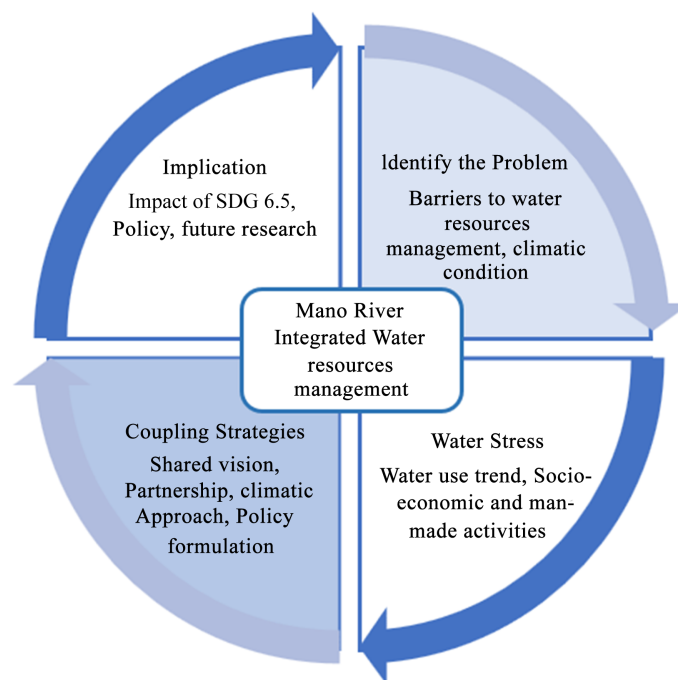 Implication
Impact of SDG 6.5,
Policy, future research
Identify the Problem
Barriers to water
resources
management, climatic
condition
Mano River
Integrated Water
resources
management
Coupling Strategies
Shared vision,
Partnership, climatic
Approach, Policy
formulation
Water Stress
Water use trend, Socio-
economic and man-
made activities